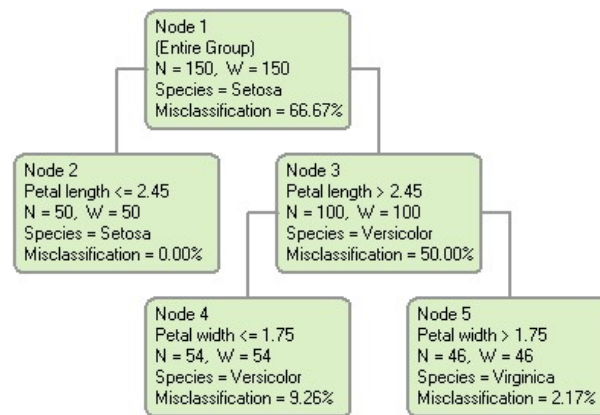 Node 1
(Entire Group)
N = 150, W = 150
Species = Setosa
Misclassification = 66.67%
Node 2
Petal length <= 2.45
N = 50, W = 50
Species = Setosa
Misclassification = 0.00%
Node 3
Petal length > 2.45
N = 100, W = 100
Species = Versicolor
Misclassification = 50.00%
Node 4
Petal width <= 1.75
N = 54, W = 54
Species = Versicolor
Misclassification = 9.26%
Node 5
Petal width > 1.75
N = 46, W = 46
Species = Virginica
Misclassification = 2.17%